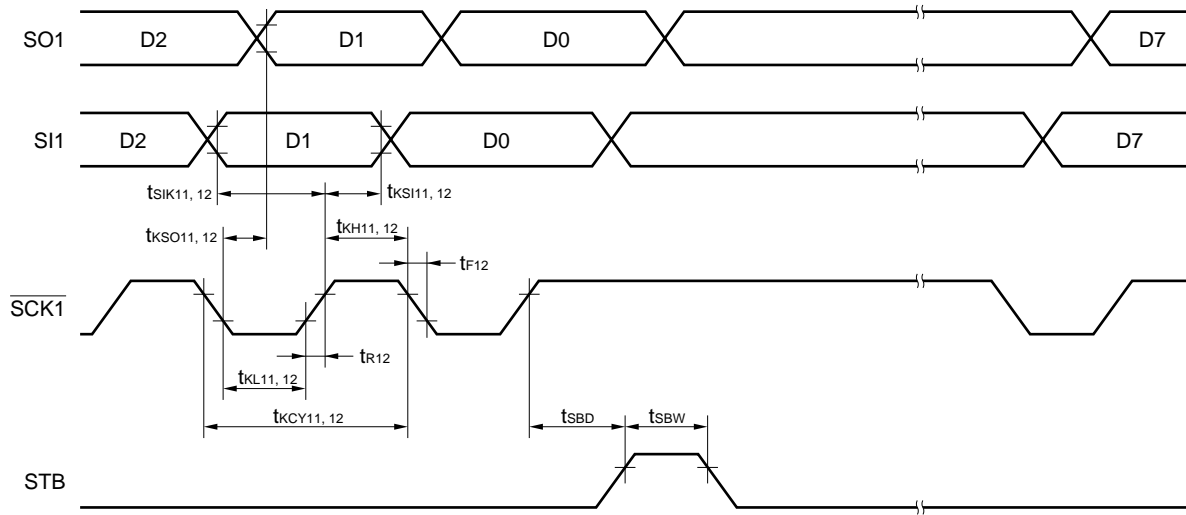 SO1 D2 D1 D0 D7
SI1 D2 D1 D0 D7
tSIK11, 12 tKSI11, 12
tKSO11, 12 tKH11, 12
tF12
SCK1
tR12
tKL11, 12
tKCY11, 12 tSBD tSBW
STB